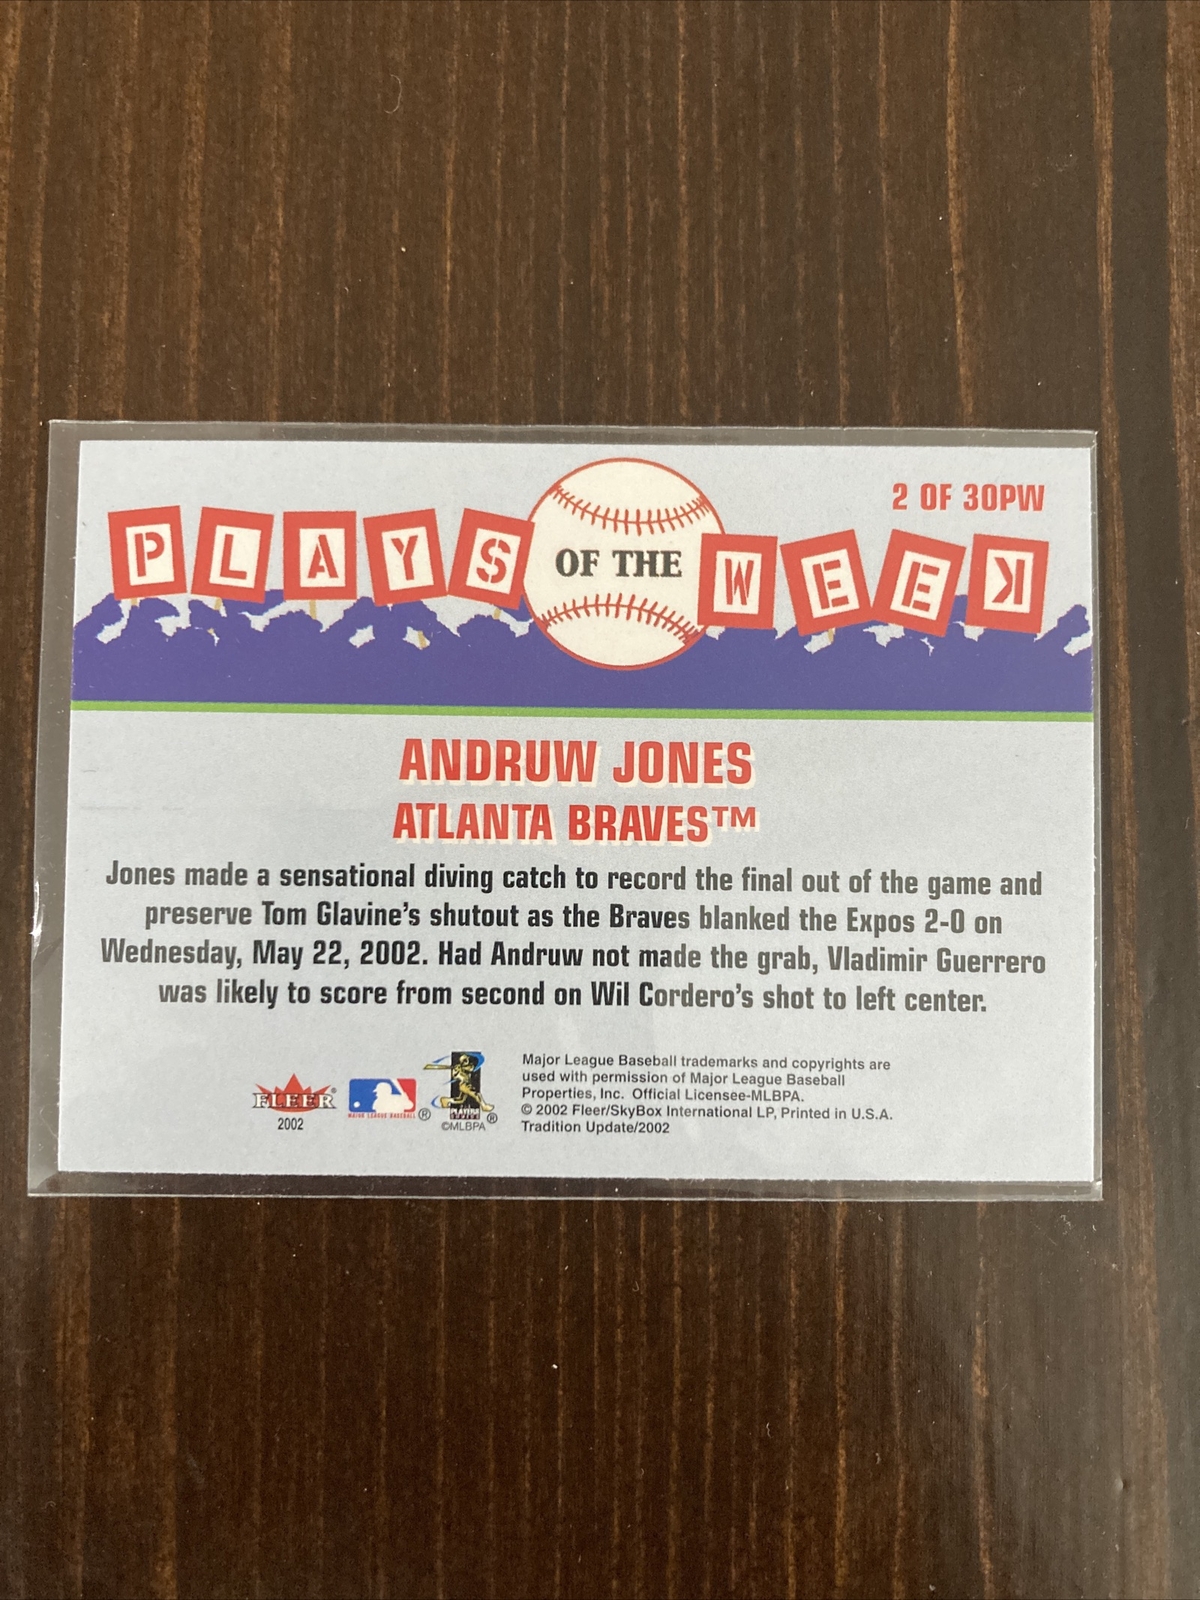 2 OF 30PW
PLAYS OF THE WEEK
ANDRUW JONES
ATLANTA BRAVES™
Jones made a sensational diving catch to record the final out of the game and
preserve Tom Glavine's shutout as the Braves blanked the Expos 2-0 on
Wednesday, May 22, 2002. Had Andruw not made the grab, Vladimir Guerrero
was likely to score from second on Wil Cordero's shot to left center.
Major League Baseball trademarks and copyrights are
used with permission of Major League Baseball
Properties, Inc. Official Licensee-MLBPA.
© 2002 Fleer/SkyBox International LP, Printed in U.S.A.
Tradition Update/2002
FLEER®
2002
MAJOR LEAGUE BASEBALL ®
PLAYERS CHOICE ®
©MLBPA